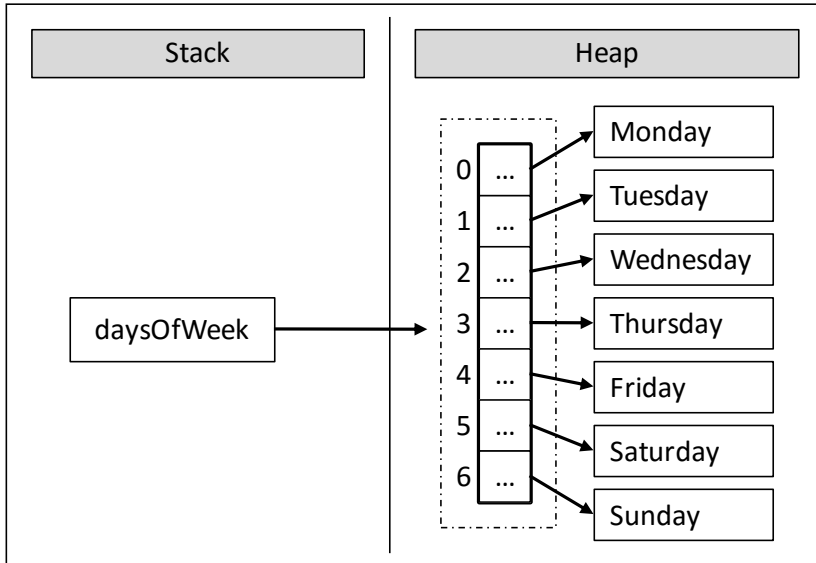 Stack
Heap
daysOfWeek
0 ... Monday
1 ... Tuesday
2 ... Wednesday
3 ... Thursday
4 ... Friday
5 ... Saturday
6 ... Sunday